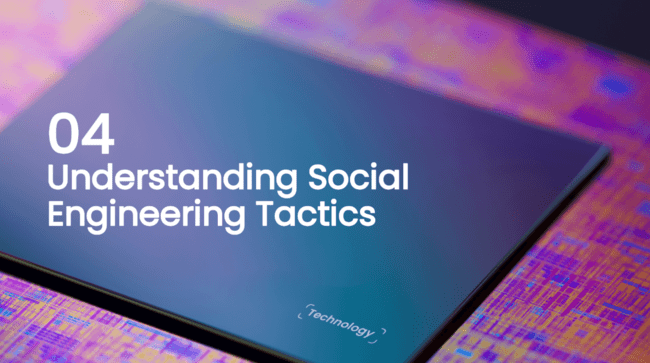 04
Understanding Social
Engineering Tactics
Technology